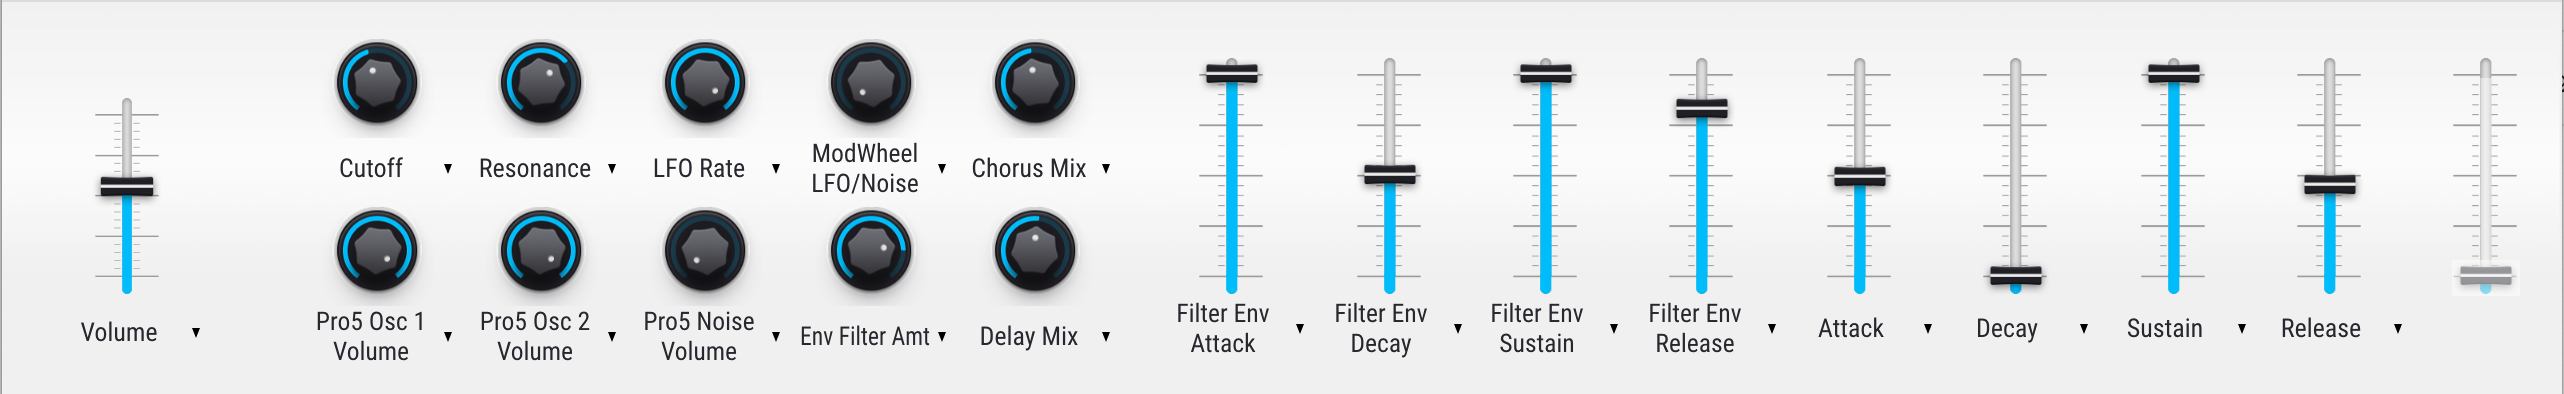 Cutoff
Resonance
LFO Rate
ModWheel
LFO/Noise
Chorus Mix
Volume
Pro5 Osc 1
Volume
Pro5 Osc 2
Volume
Pro5 Noise
Volume
Env Filter Amt
Delay Mix
Filter Env
Attack
Filter Env
Decay
Filter Env
Sustain
Filter Env
Release
Attack
Decay
Sustain
Release